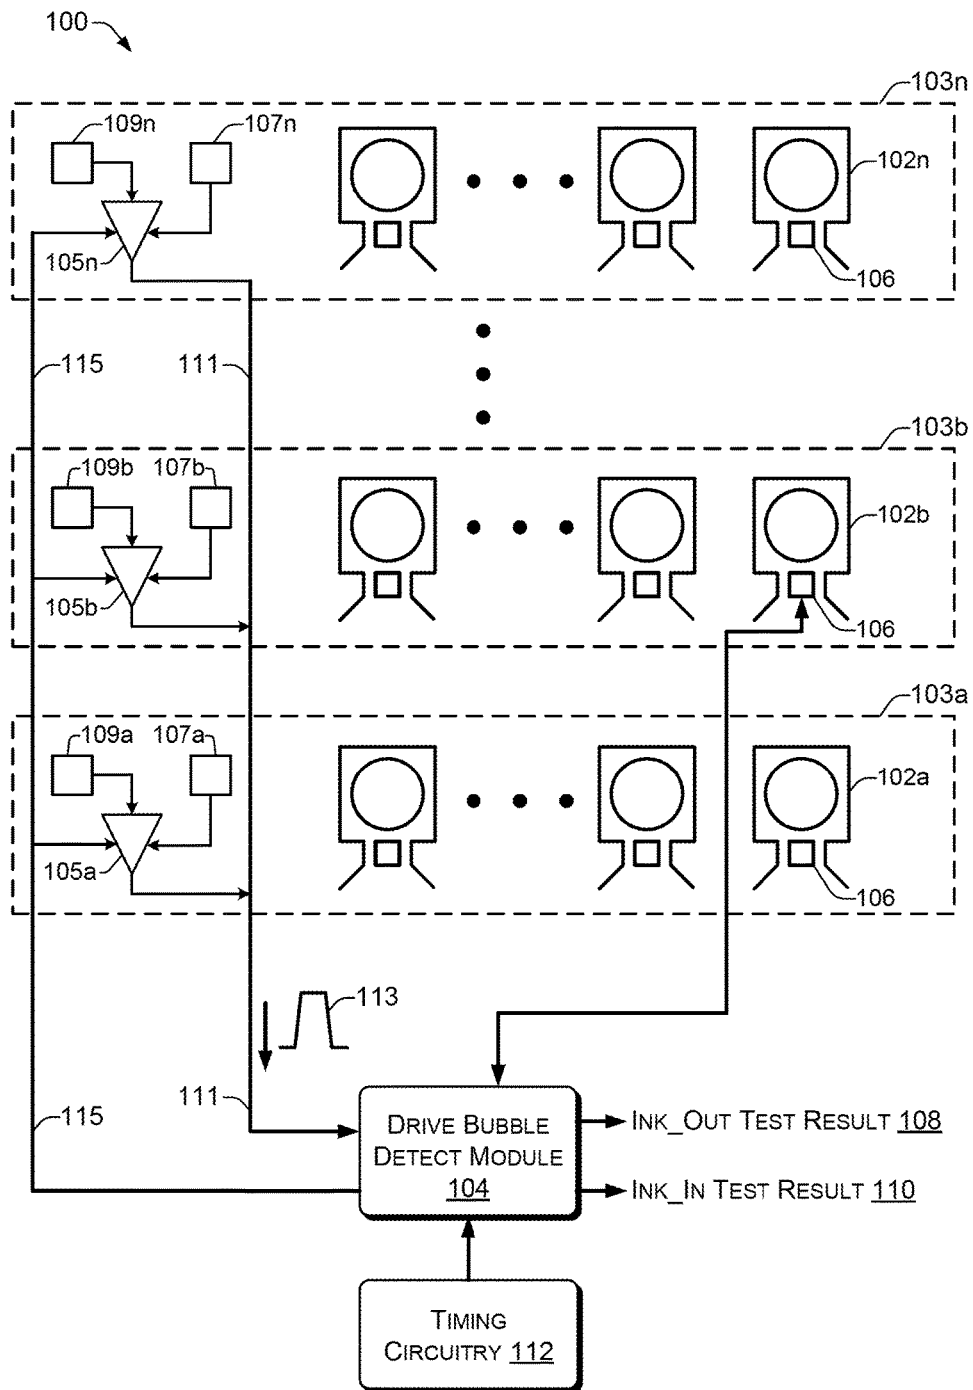 100
103n
109n 107n
102n
105n
106
115 111
103b
109b 107b
102b
105b
106
103a
109a 107a
102a
105a
106
113
111
115
DRIVE BUBBLE
DETECT MODULE
104
INK_OUT TEST RESULT 108
INK_IN TEST RESULT 110
TIMING
CIRCUITRY 112